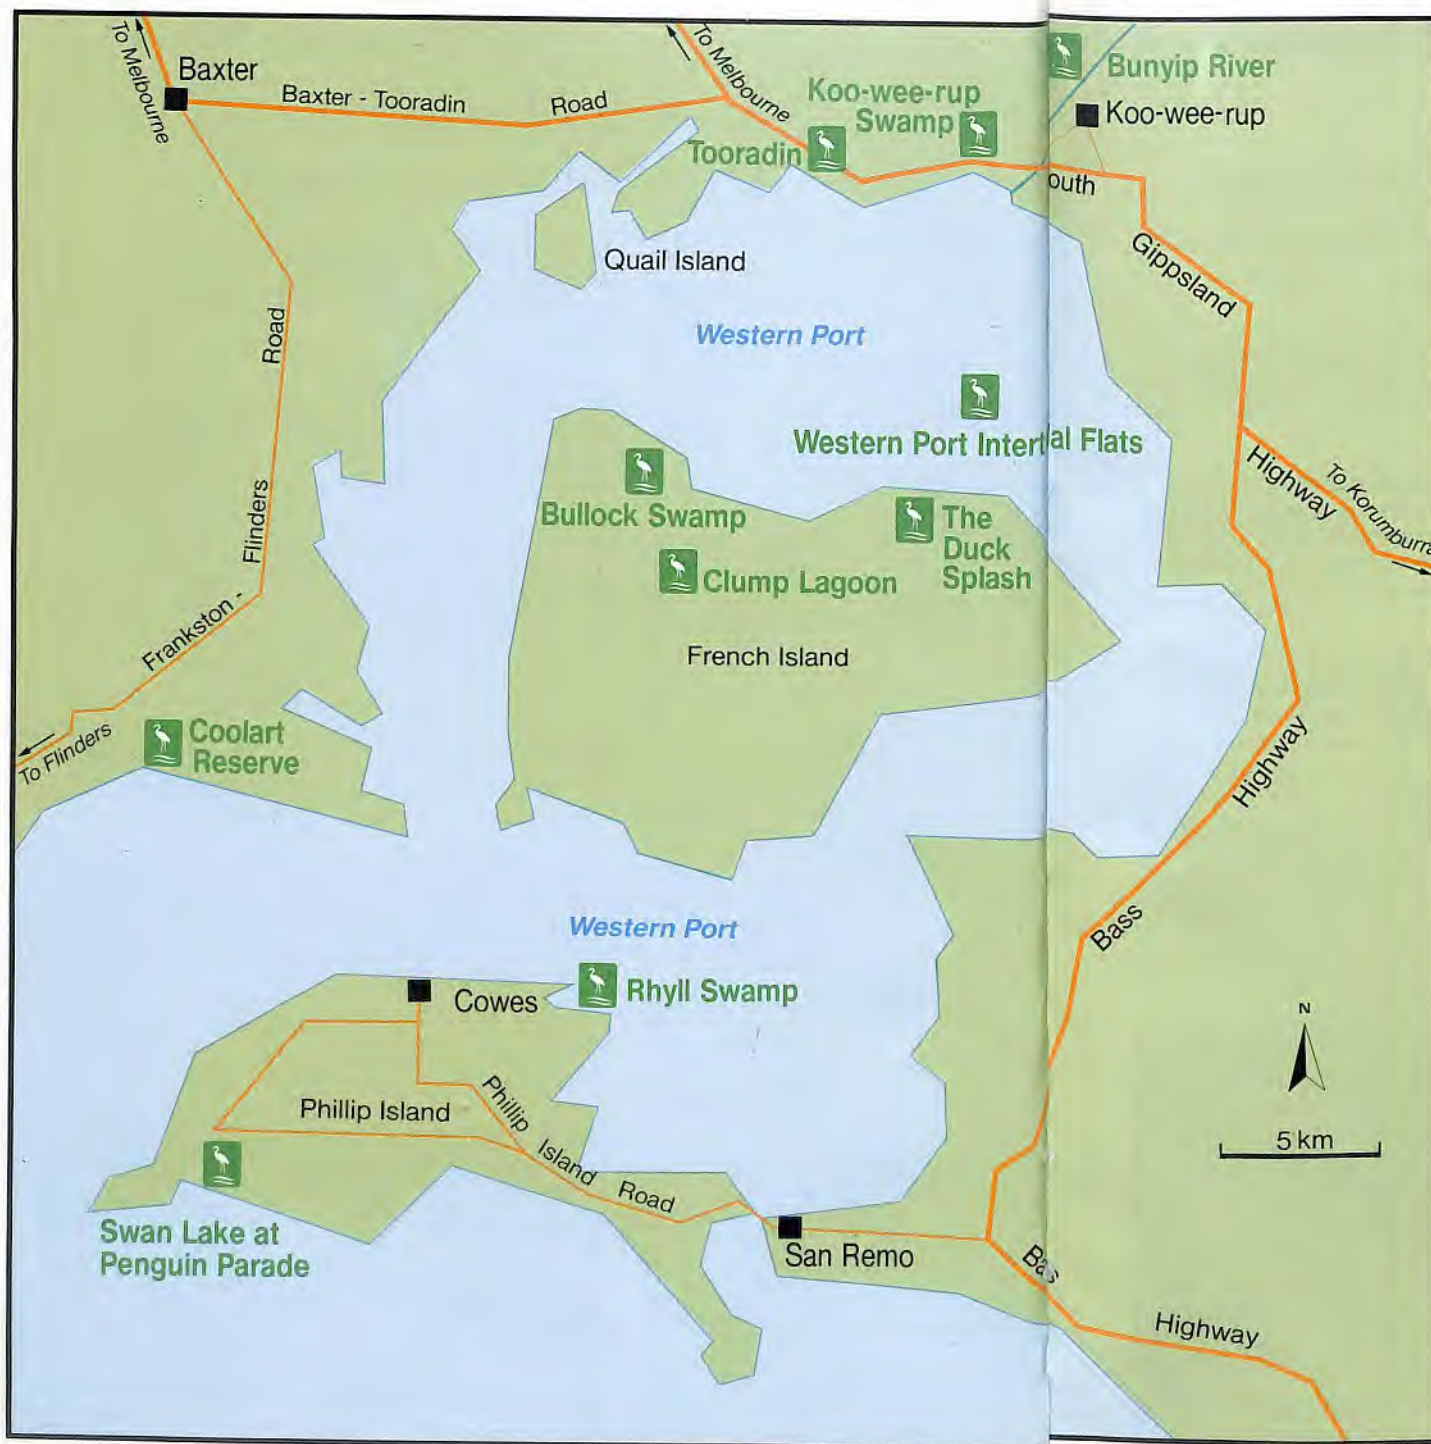 To Melbourne
Baxter
Baxter - Tooradin Road
To Melbourne
Koo-wee-rup
Swamp
Tooradin
Bunyip River
Koo-wee-rup
outh
Gippsland
Highway
To Korumburra
Quail Island
Western Port
Western Port Intert al Flats
Road
Flinders
Frankston -
To Flinders
Bullock Swamp
Clump Lagoon
The
Duck
Splash
French Island
Coolart
Reserve
Highway
Bass
Western Port
Cowes
Rhyll Swamp
Phillip Island
Phillip Island Road
N
5 km
Swan Lake at
Penguin Parade
San Remo
Bas
Highway